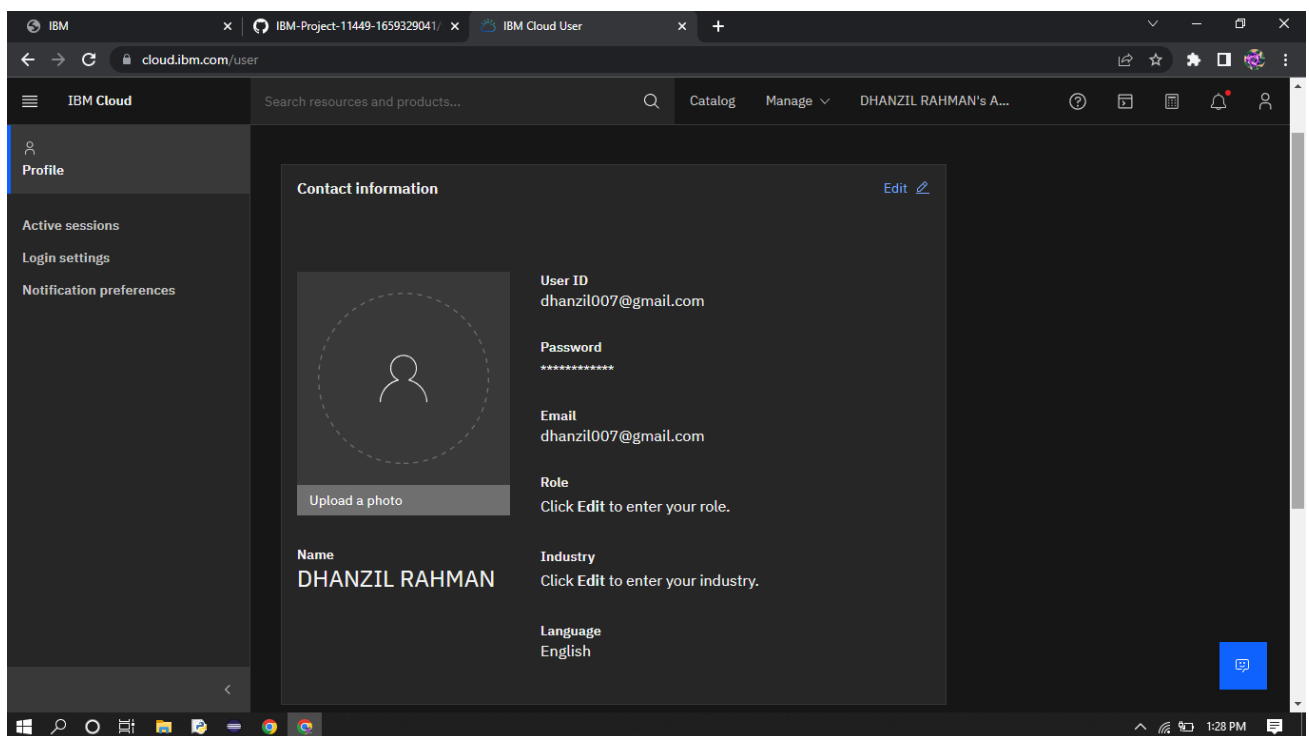 IBM
IBM-Project-11449-1659329041/
IBM Cloud User
cloud.ibm.com/user
IBM Cloud
Search resources and products...
Catalog
Manage
DHANZIL RAHMAN's A...
Profile
Active sessions
Login settings
Notification preferences
Contact information
Edit
User ID
dhanzil007@gmail.com
Password
************
Email
dhanzil007@gmail.com
Role
Click Edit to enter your role.
Upload a photo
Name
DHANZIL RAHMAN
Industry
Click Edit to enter your industry.
Language
English
1:28 PM